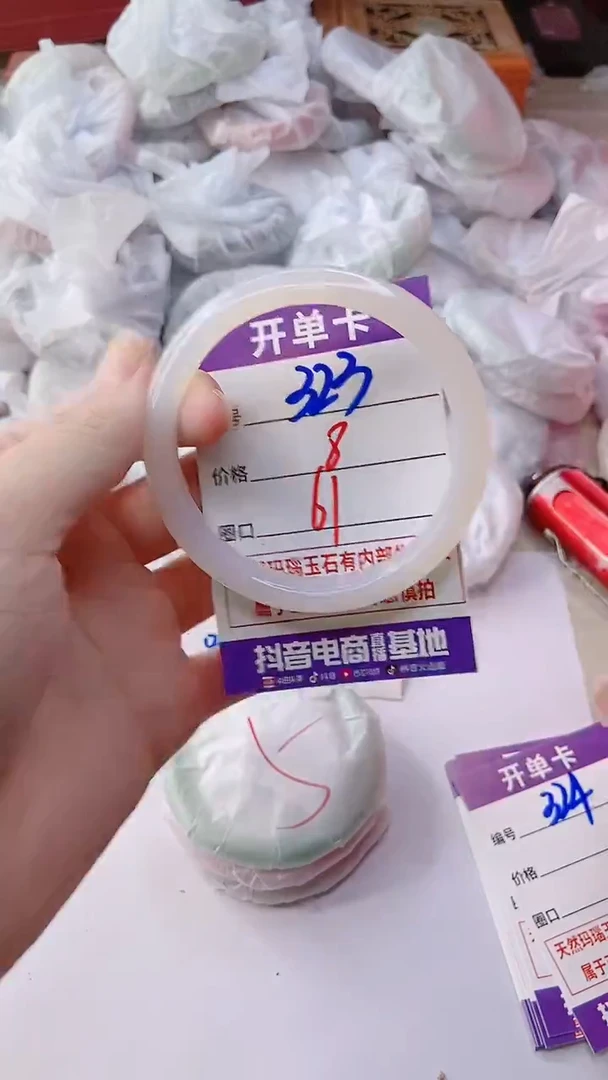 开单卡
号 323
价格 8
圈口 61
玛瑙玉石有内部
慎拍
抖音电商直播基地
5
开单卡
编号 324
价格
圈口
天然玛瑙玉
属于